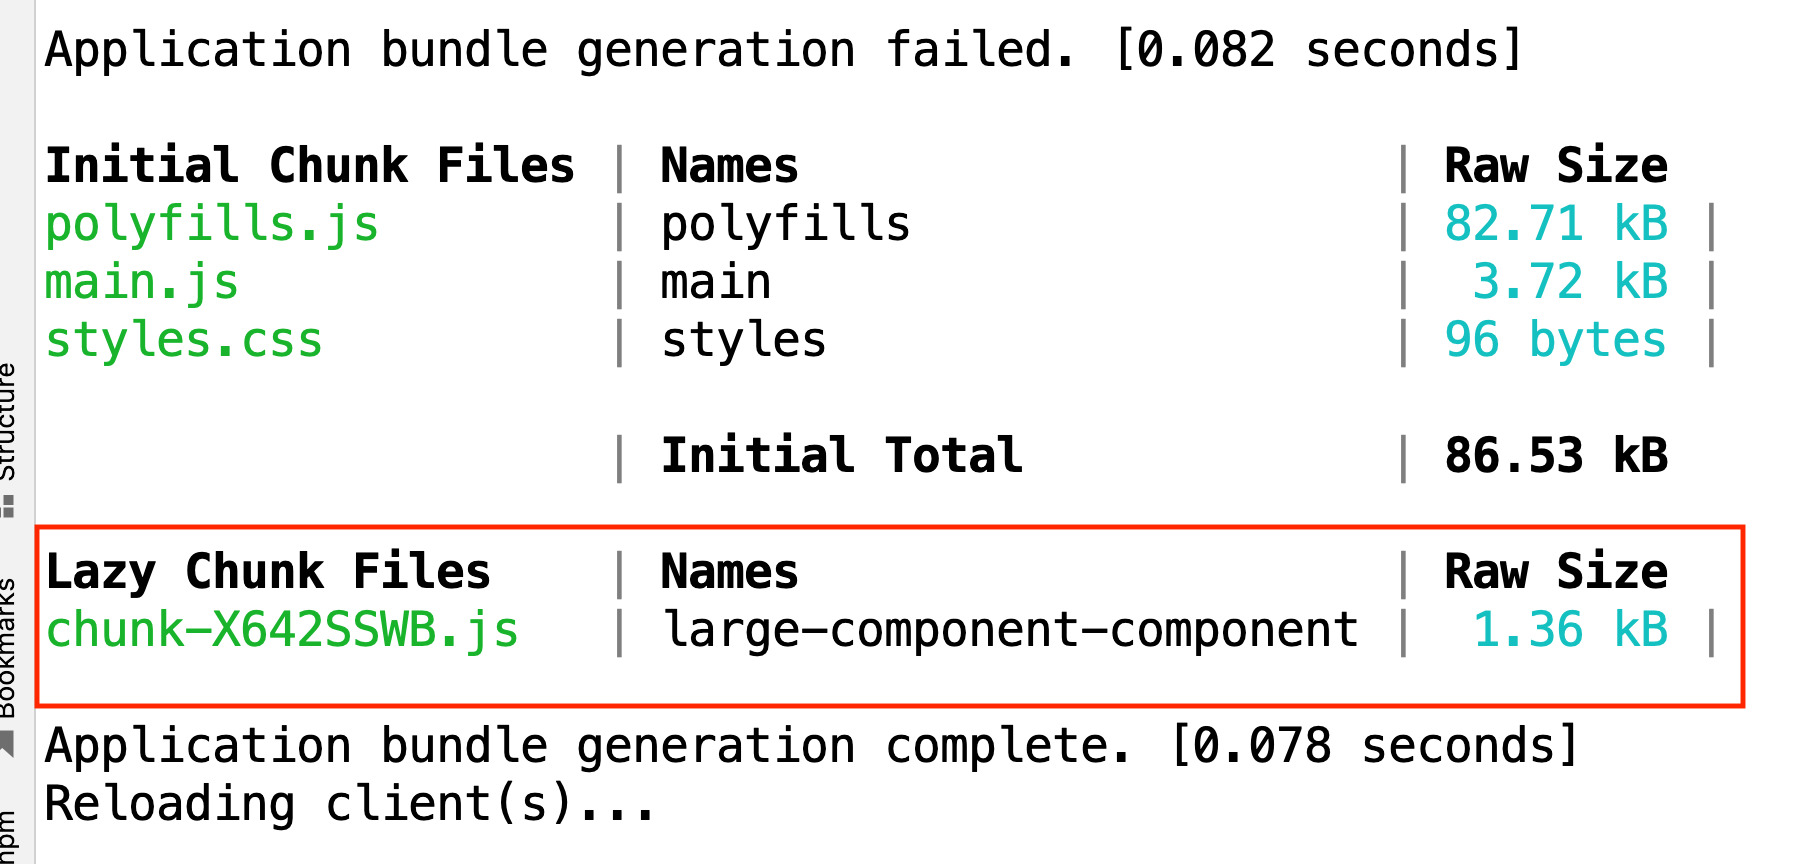 Application bundle generation failed. [0.082 seconds]
Initial Chunk Files | Names | Raw Size
polyfills.js | polyfills | 82.71 kB |
main.js | main | 3.72 kB |
styles.css | styles | 96 bytes |
| Initial Total | 86.53 kB
Lazy Chunk Files | Names | Raw Size
chunk-X642SSWB.js | large-component-component | 1.36 kB |
Application bundle generation complete. [0.078 seconds]
Reloading client(s)...
Structure
Bookmarks
npm